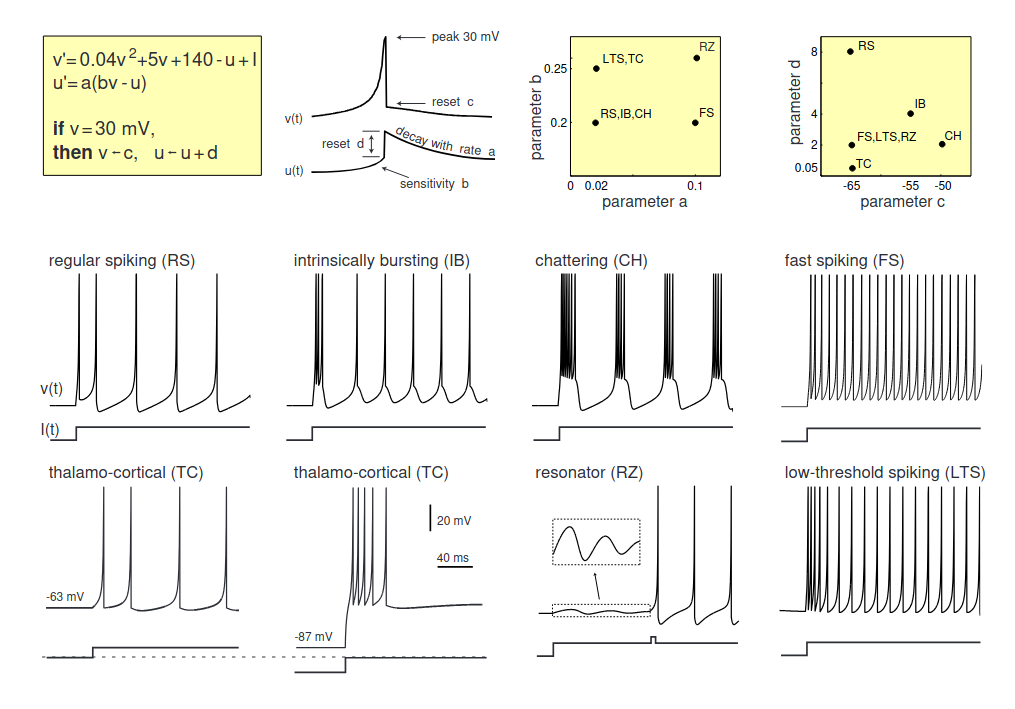 v'= 0.04v²+5v +140 - u + I
u'= a(bv - u)
if v = 30 mV,
then v ← c, u ← u + d
peak 30 mV
reset c
v(t)
reset d
decay with rate a
u(t)
sensitivity b
parameter b
0.25
0.2
LTS,TC
RZ
RS,IB,CH
FS
0 0.02 0.1
parameter a
parameter d
8
4
2
0.05
RS
IB
FS,LTS,RZ
CH
TC
-65 -55 -50
parameter c
regular spiking (RS)
intrinsically bursting (IB)
chattering (CH)
fast spiking (FS)
v(t)
I(t)
thalamo-cortical (TC)
thalamo-cortical (TC)
resonator (RZ)
low-threshold spiking (LTS)
20 mV
40 ms
-63 mV
-87 mV